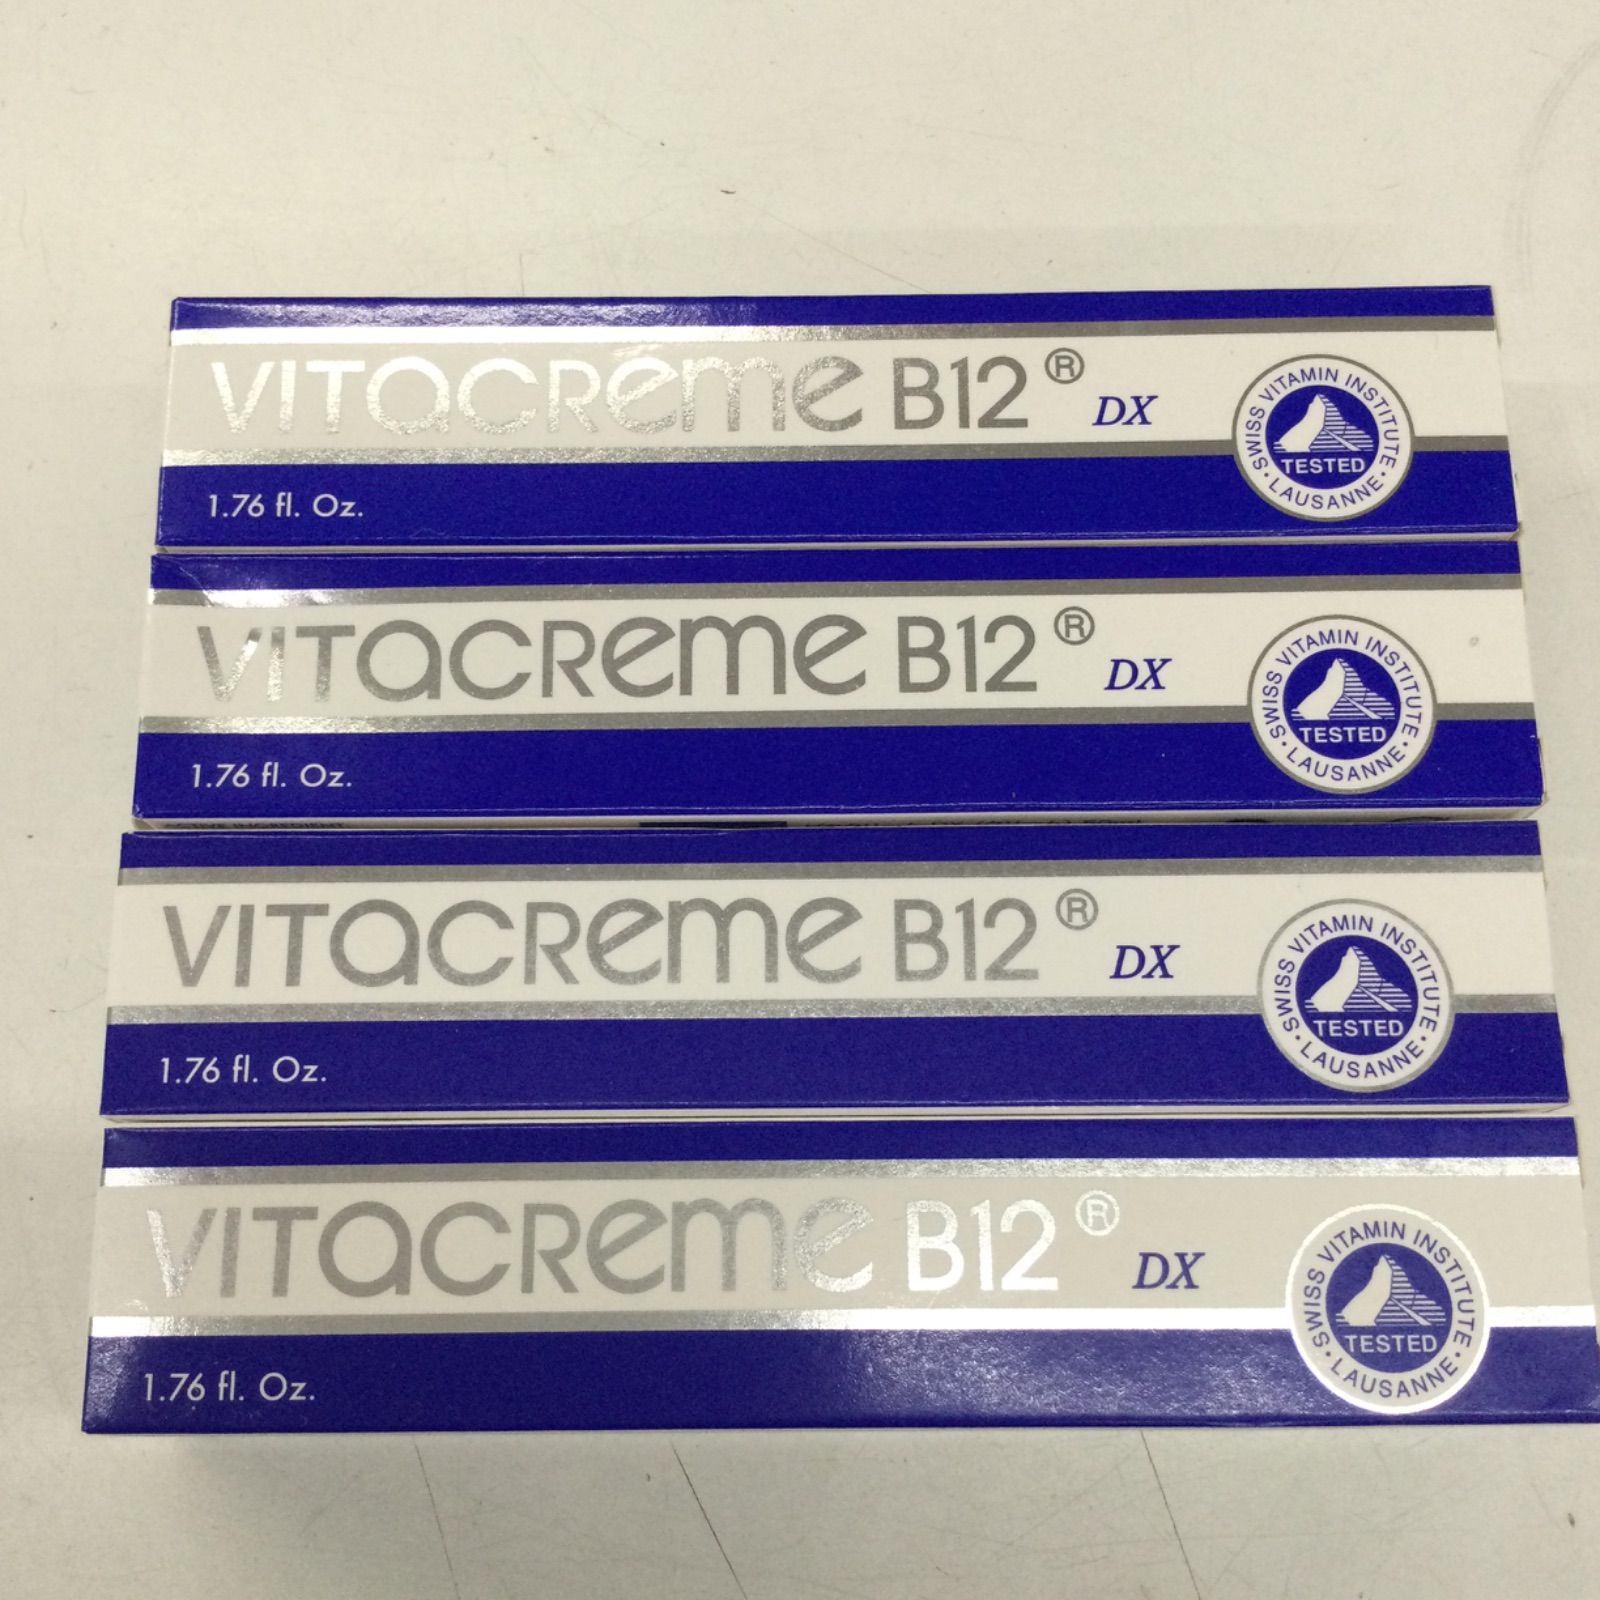 VITACREME B12® DX
SWISS VITAMIN INSTITUTE
TESTED
· LAUSANNE ·
1.76 fl. Oz.
VITACREME B12® DX
SWISS VITAMIN INSTITUTE
TESTED
· LAUSANNE ·
1.76 fl. Oz.
ACTIVE INGREDIENT
VITACREME B12® DX
SWISS VITAMIN INSTITUTE
TESTED
· LAUSANNE ·
1.76 fl. Oz.
VITACREME B12® DX
SWISS VITAMIN INSTITUTE
TESTED
· LAUSANNE ·
1.76 fl. Oz.